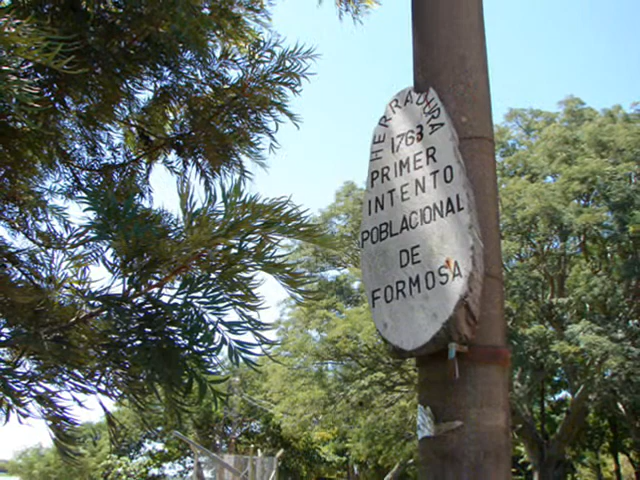 HERRADURA
1763
PRIMER
INTENTO
POBLACIONAL
DE
FORMOSA